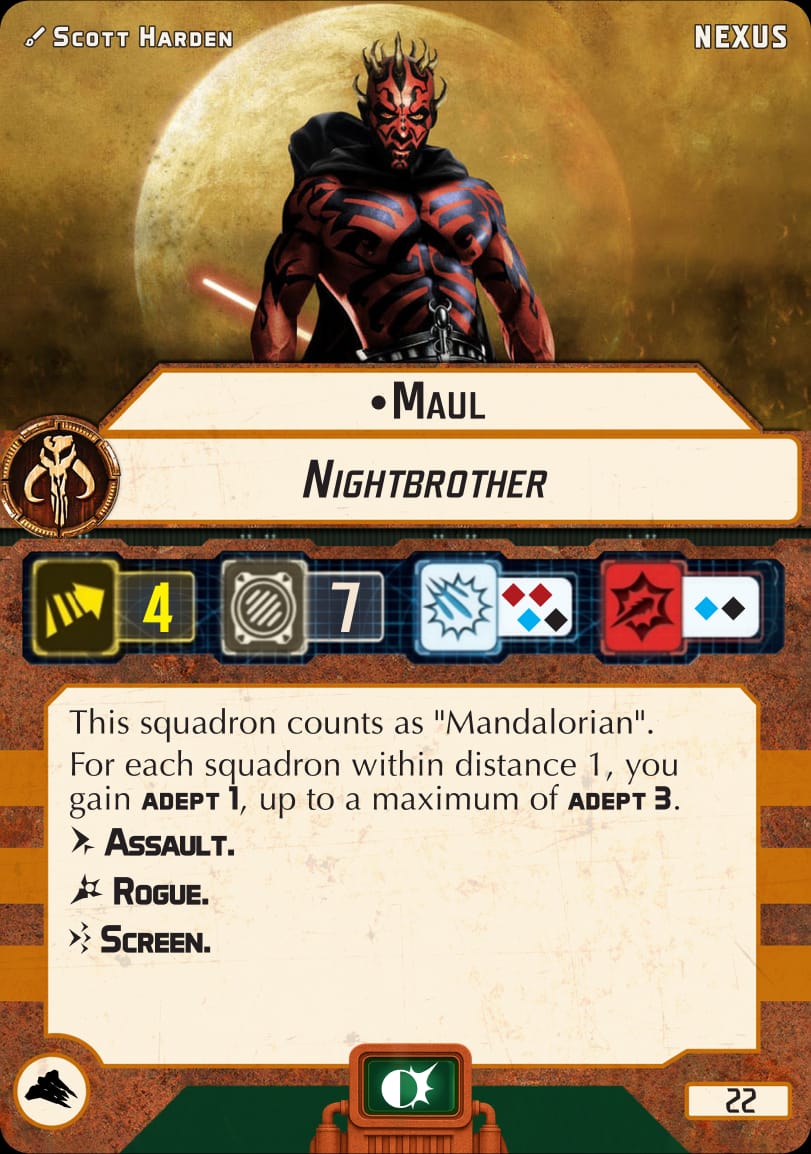 Scott Harden
NEXUS
•Maul
Nightbrother
4
7
This squadron counts as "Mandalorian".
For each squadron within distance 1, you
gain ADEPT 1, up to a maximum of ADEPT 3.
Assault.
Rogue.
Screen.
22